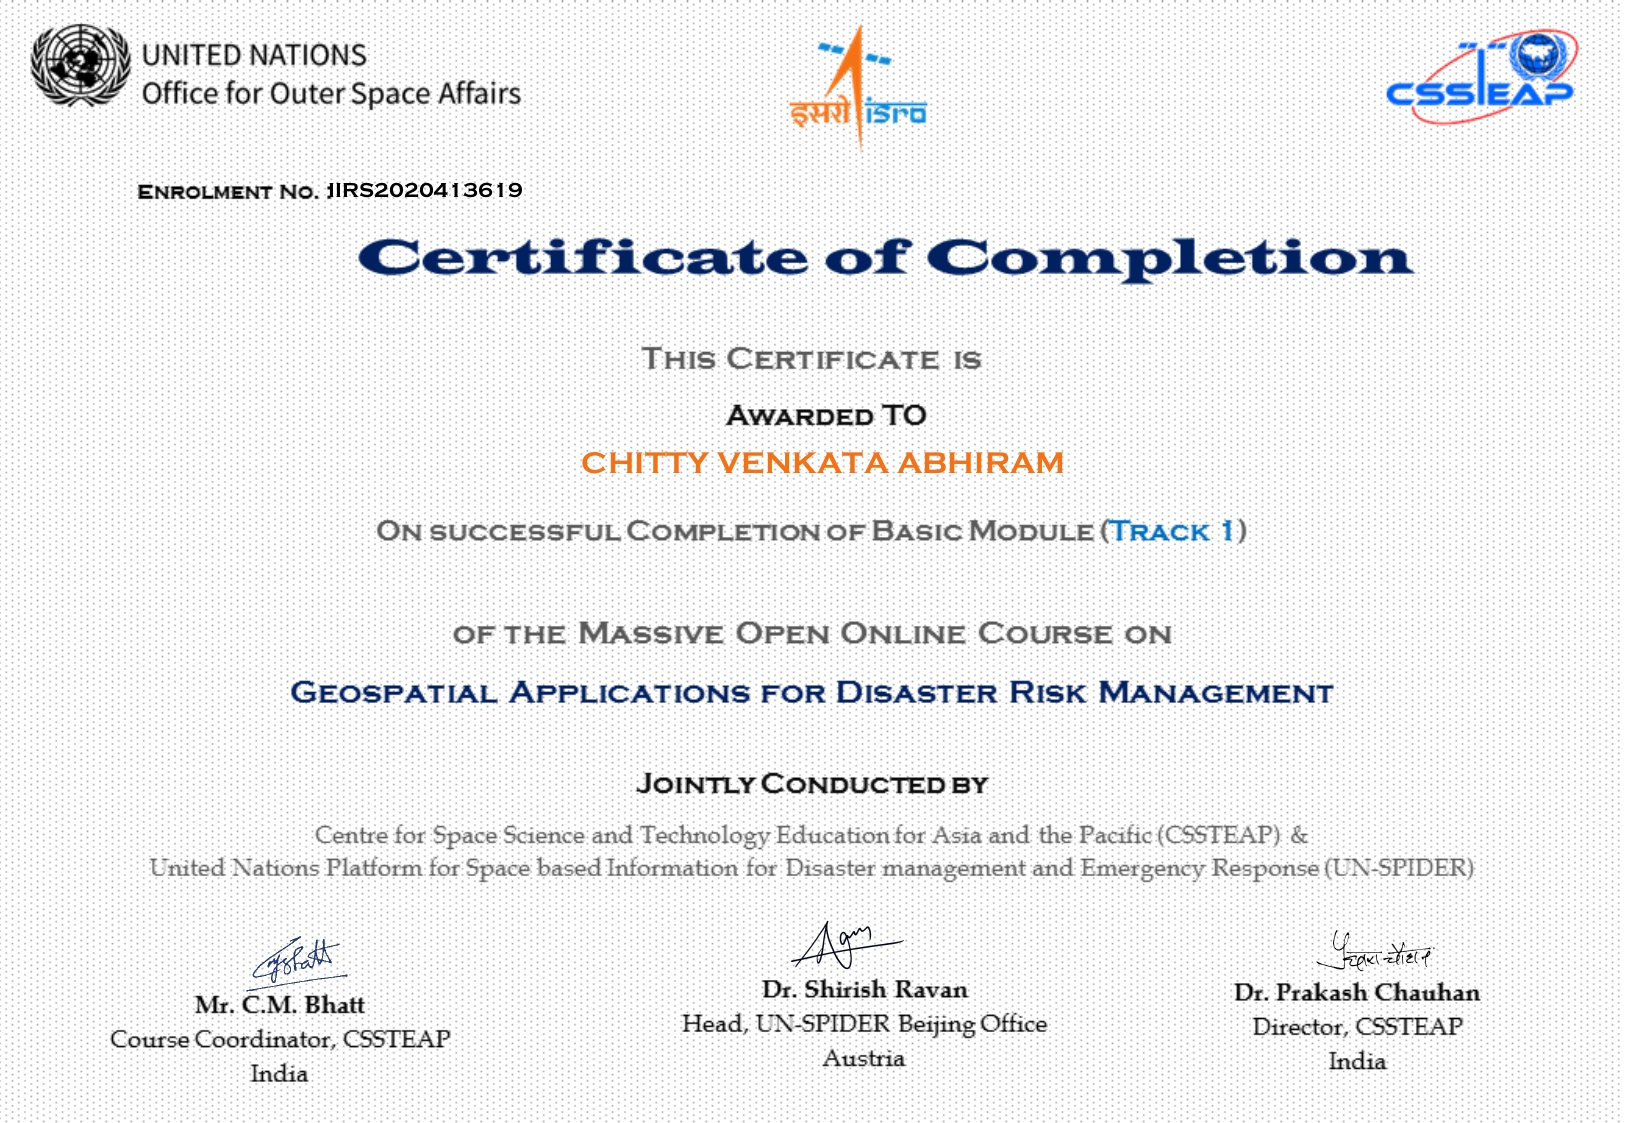 UNITED NATIONS
Office for Outer Space Affairs
इसरो isro
CSSTEAP
ENROLMENT NO. :IIRS2020413619
Certificate of Completion
THIS CERTIFICATE IS
AWARDED TO
CHITTY VENKATA ABHIRAM
ON SUCCESSFUL COMPLETION OF BASIC MODULE (TRACK 1)
OF THE MASSIVE OPEN ONLINE COURSE ON
GEOSPATIAL APPLICATIONS FOR DISASTER RISK MANAGEMENT
JOINTLY CONDUCTED BY
Centre for Space Science and Technology Education for Asia and the Pacific (CSSTEAP) &
United Nations Platform for Space based Information for Disaster management and Emergency Response (UN-SPIDER)
Mr. C.M. Bhatt
Course Coordinator, CSSTEAP
India
Dr. Shirish Ravan
Head, UN-SPIDER Beijing Office
Austria
Dr. Prakash Chauhan
Director, CSSTEAP
India